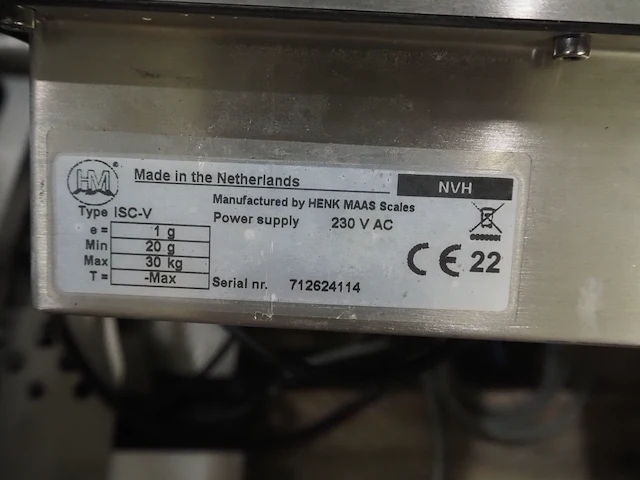 HM ®
Made in the Netherlands
NVH
Manufactured by HENK MAAS Scales
Type ISC-V
Power supply 230 V AC
e = 1 g
Min 20 g
Max 30 kg
T = -Max
CE 22
Serial nr. 712624114